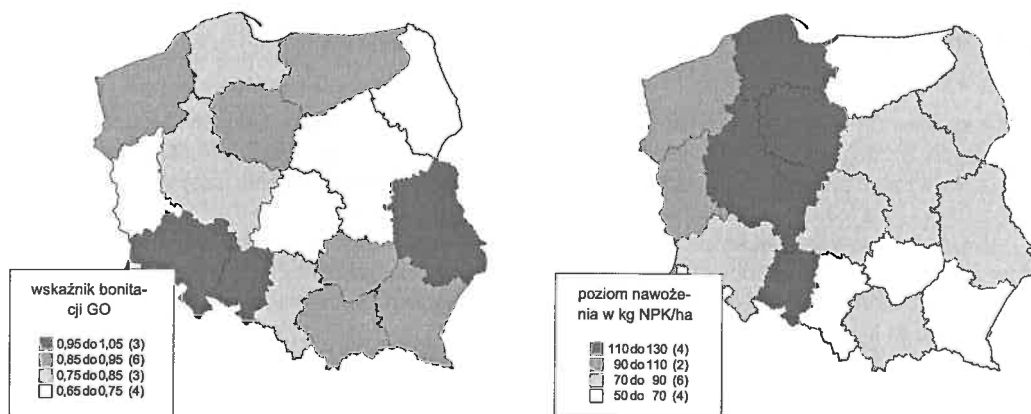 wskaźnik bonita-
cji GO
0,95 do 1,05 (3)
0,85 do 0,95 (6)
0,75 do 0,85 (3)
0,65 do 0,75 (4)
poziom nawoże-
nia w kg NPK/ha
110 do 130 (4)
90 do 110 (2)
70 do 90 (6)
50 do 70 (4)